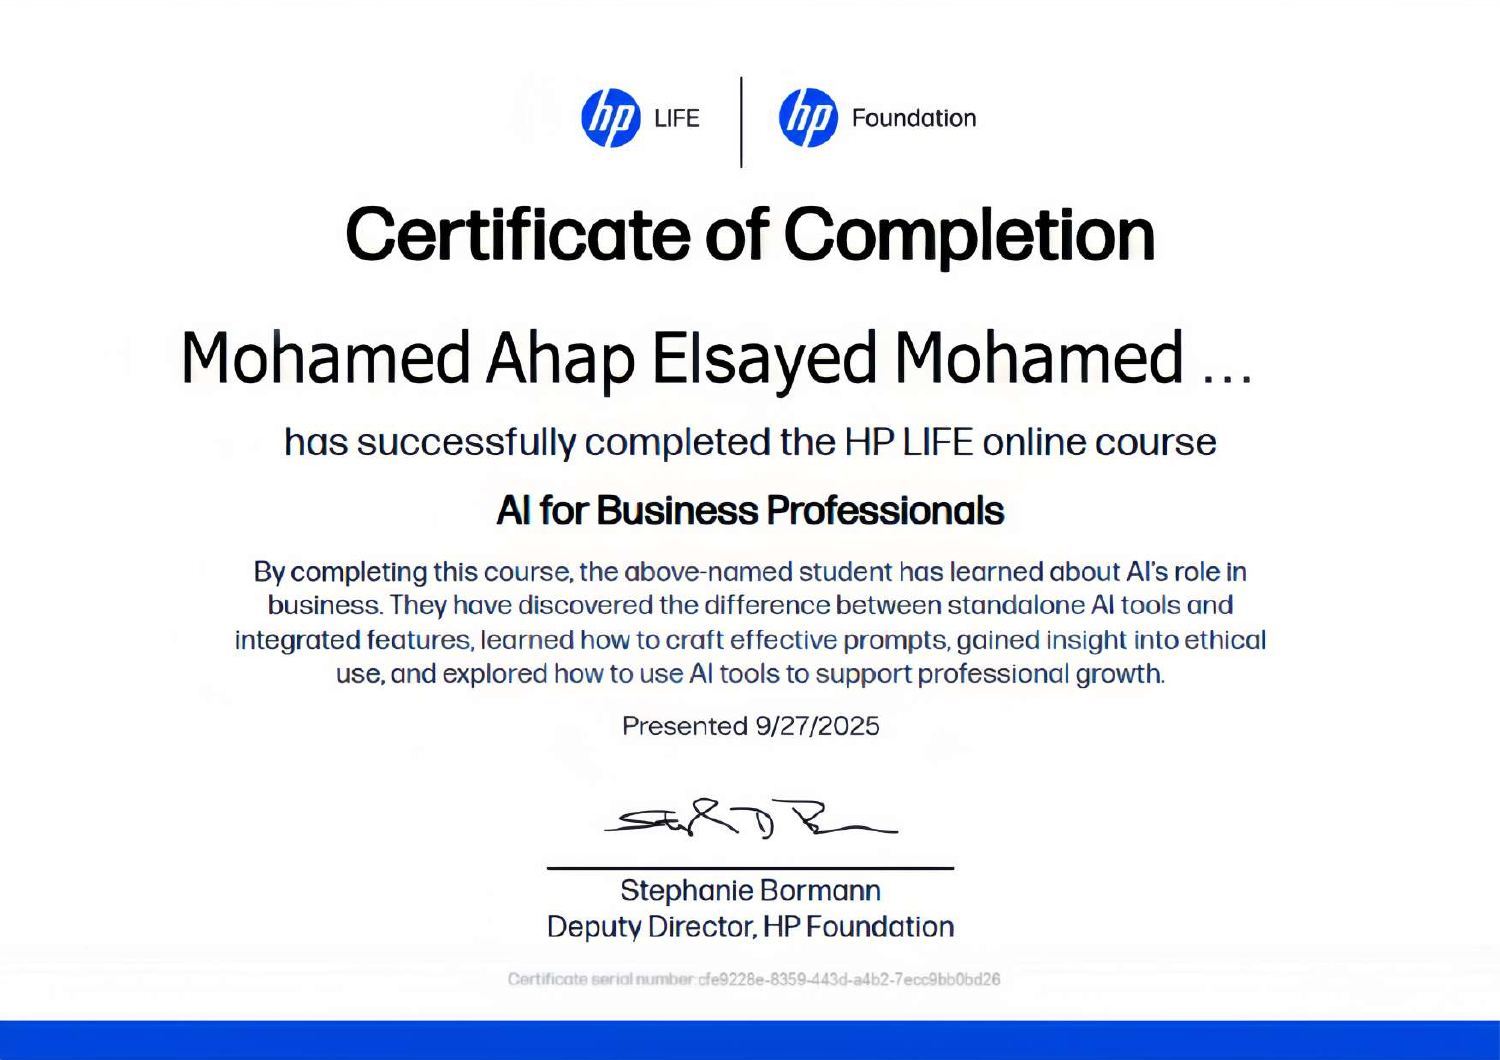 hp LIFE hp Foundation
Certificate of Completion
Mohamed Ahap Elsayed Mohamed ...
has successfully completed the HP LIFE online course
AI for Business Professionals
By completing this course, the above-named student has learned about AI's role in
business. They have discovered the difference between standalone AI tools and
integrated features, learned how to craft effective prompts, gained insight into ethical
use, and explored how to use AI tools to support professional growth.
Presented 9/27/2025
Stephanie Bormann
Deputy Director, HP Foundation
Certificate serial number:cfe9228e-8359-443d-a4b2-7ecc9bb0bd26